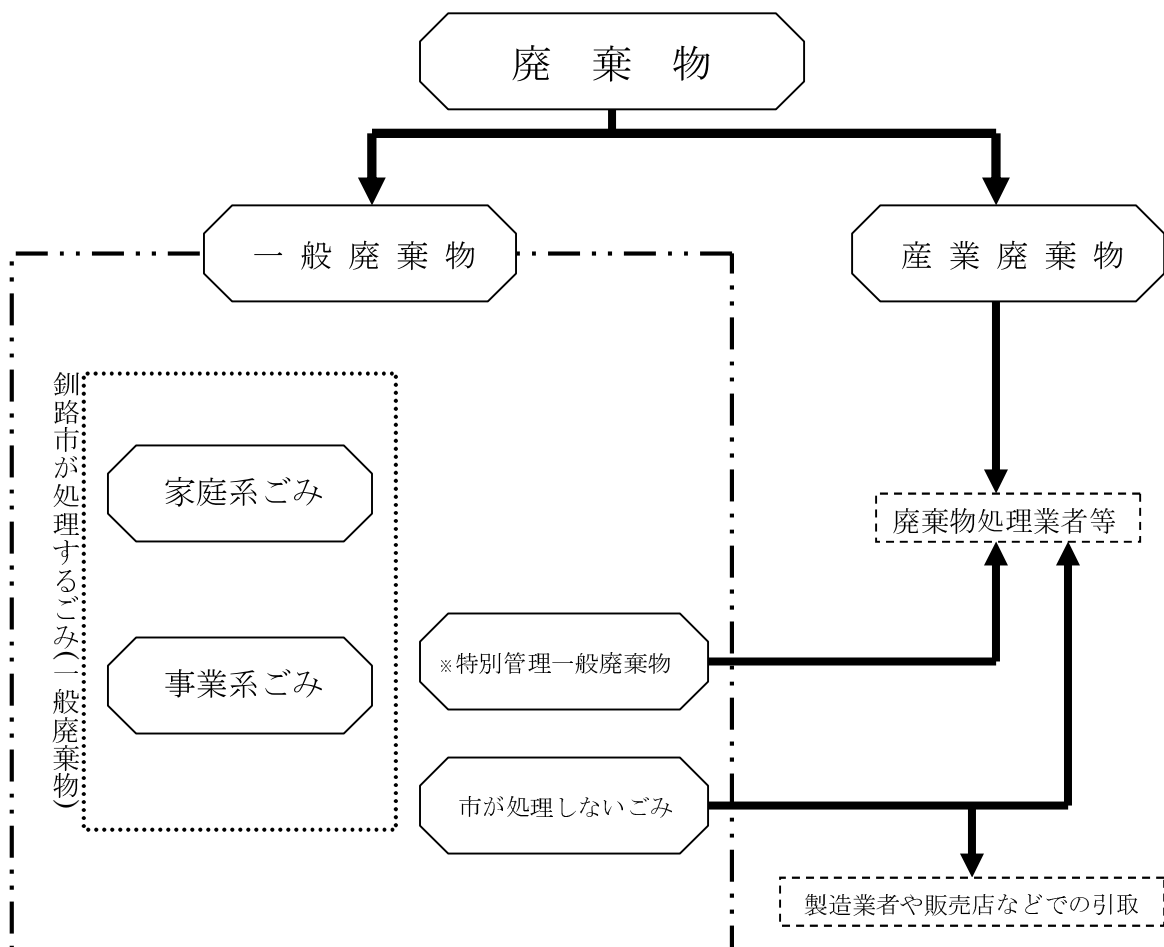 廃棄物
一般廃棄物
産業廃棄物
釧路市が処理するごみ(一般廃棄物)
家庭系ごみ
廃棄物処理業者等
事業系ごみ
※特別管理一般廃棄物
市が処理しないごみ
製造業者や販売店などでの引取